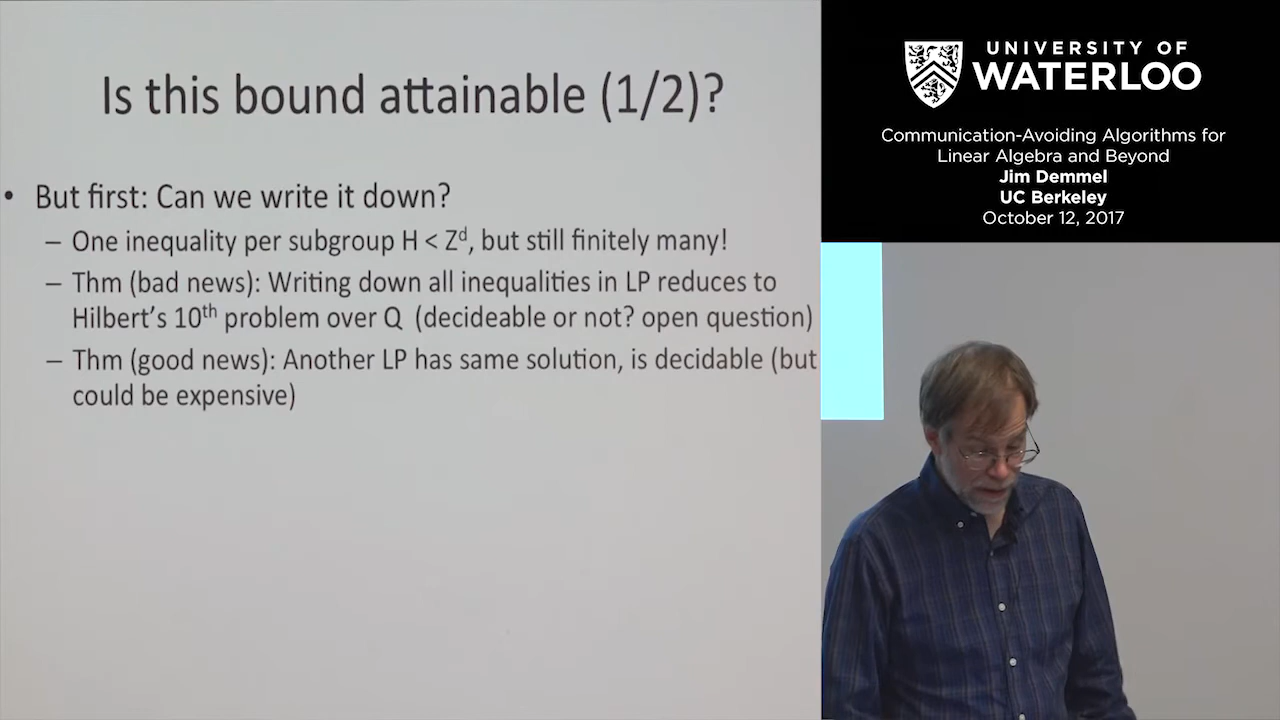 Is this bound attainable (1/2)?
• But first: Can we write it down?
– One inequality per subgroup H < Zᵈ, but still finitely many!
– Thm (bad news): Writing down all inequalities in LP reduces to
Hilbert's 10ᵗʰ problem over Q (decideable or not? open question)
– Thm (good news): Another LP has same solution, is decidable (but
could be expensive)
UNIVERSITY OF
WATERLOO
Communication-Avoiding Algorithms for
Linear Algebra and Beyond
Jim Demmel
UC Berkeley
October 12, 2017